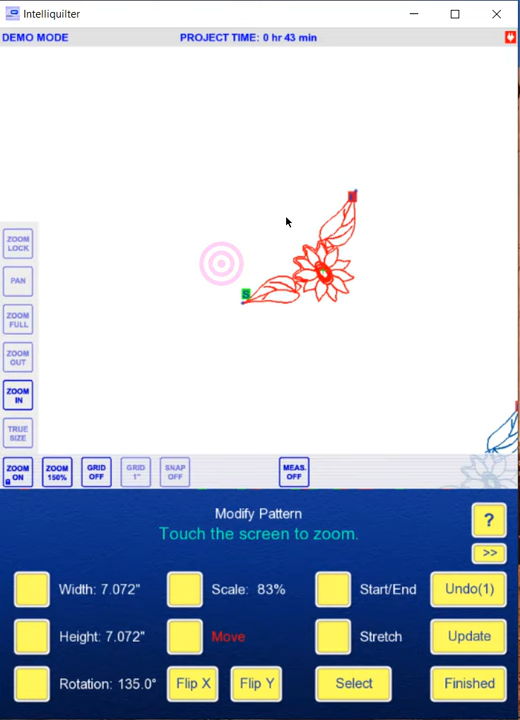 Intelliquilter
DEMO MODE
PROJECT TIME: 0 hr 43 min
S
ZOOM
LOCK
PAN
ZOOM
FULL
ZOOM
OUT
ZOOM
IN
TRUE
SIZE
ZOOM
ON
ZOOM
150%
GRID
OFF
GRID
1"
SNAP
OFF
MEAS.
OFF
Modify Pattern
Touch the screen to zoom.
?
>>
Width: 7.072"
Scale: 83%
Start/End
Undo(1)
Height: 7.072"
Move
Stretch
Update
Rotation: 135.0°
Flip X
Flip Y
Select
Finished